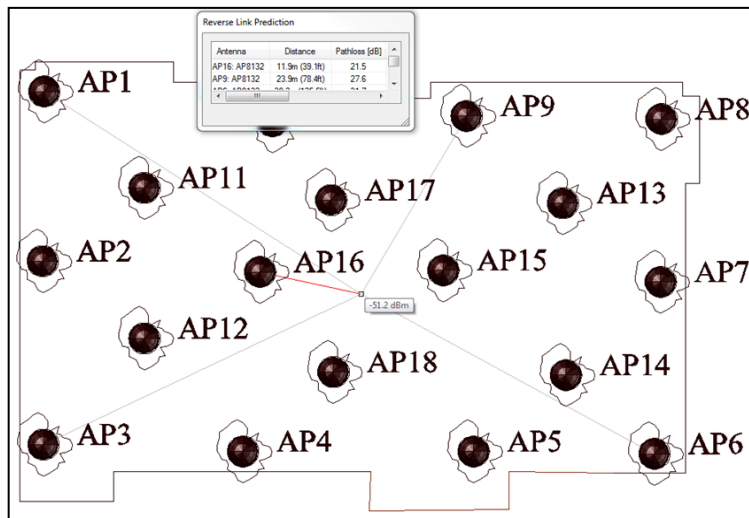 Reverse Link Prediction
Antenna Distance Pathloss [dB]
AP16: AP8132 11.9m (39.1ft) 21.5
AP9: AP8132 23.9m (78.4ft) 27.6
AP1
AP9
AP8
AP11
AP17
AP13
AP2
AP16
AP15
AP7
-51.2 dBm
AP12
AP18
AP14
AP3
AP4
AP5
AP6